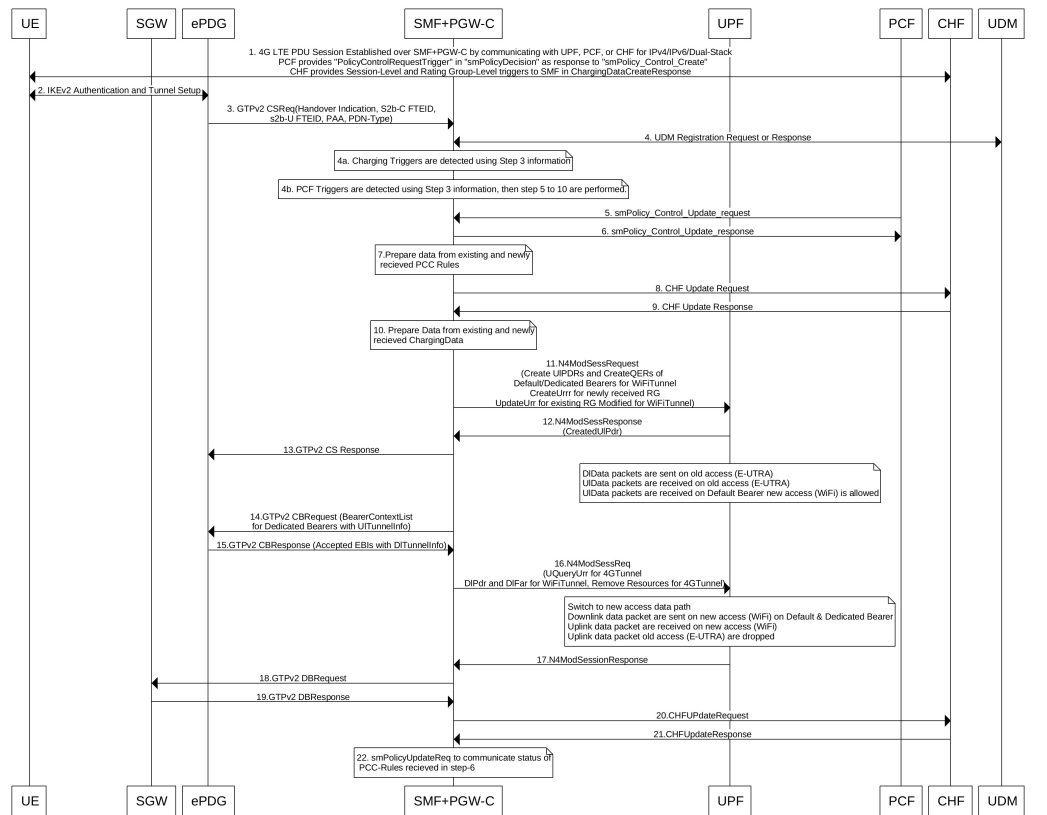 UE SGW ePDG SMF+PGW-C UPF PCF CHF UDM
1. 4G LTE PDU Session Established over SMF+PGW-C by communicating with UPF, PCF, or CHF for IPv4/IPv6/Dual-Stack
PCF provides "PolicyControlRequestTrigger" in "smPolicyDecision" as response to "smPolicy_Control_Create"
CHF provides Session-Level and Rating Group-Level triggers to SMF in ChargingDataCreateResponse
2. IKEv2 Authentication and Tunnel Setup
3. GTPv2 CSReq(Handover Indication, S2b-C FTEID,
s2b-U FTEID, PAA, PDN-Type)
4. UDM Registration Request or Response
4a. Charging Triggers are detected using Step 3 information
4b. PCF Triggers are detected using Step 3 information, then step 5 to 10 are performed.
5. smPolicy_Control_Update_request
6. smPolicy_Control_Update_response
7.Prepare data from existing and newly
recieved PCC Rules
8. CHF Update Request
9. CHF Update Response
10. Prepare Data from existing and newly
recieved ChargingData
11.N4ModSessRequest
(Create UlPDRs and CreateQERs of
Default/Dedicated Bearers for WiFiTunnel
CreateUrrr for newly received RG
UpdateUrr for existing RG Modified for WiFiTunnel)
12.N4ModSessResponse
(CreatedUlPdr)
13.GTPv2 CS Response
DlData packets are sent on old access (E-UTRA)
UlData packets are received on old access (E-UTRA)
UlData packets are received on Default Bearer new access (WiFi) is allowed
14.GTPv2 CBRequest (BearerContextList
for Dedicated Bearers with UlTunnelInfo)
15.GTPv2 CBResponse (Accepted EBIs with DlTunnelInfo)
16.N4ModSessReq
(UQueryUrr for 4GTunnel
DlPdr and DlFar for WiFiTunnel, Remove Resources for 4GTunnel)
Switch to new access data path
Downlink data packet are sent on new access (WiFi) on Default & Dedicated Bearer
Uplink data packet are received on new access (WiFi)
Uplink data packet old access (E-UTRA) are dropped
17.N4ModSessionResponse
18.GTPv2 DBRequest
19.GTPv2 DBResponse
20.CHFUPdateRequest
21.CHFUpdateResponse
22. smPolicyUpdateReq to communicate status of
PCC-Rules recieved in step-6
UE SGW ePDG SMF+PGW-C UPF PCF CHF UDM